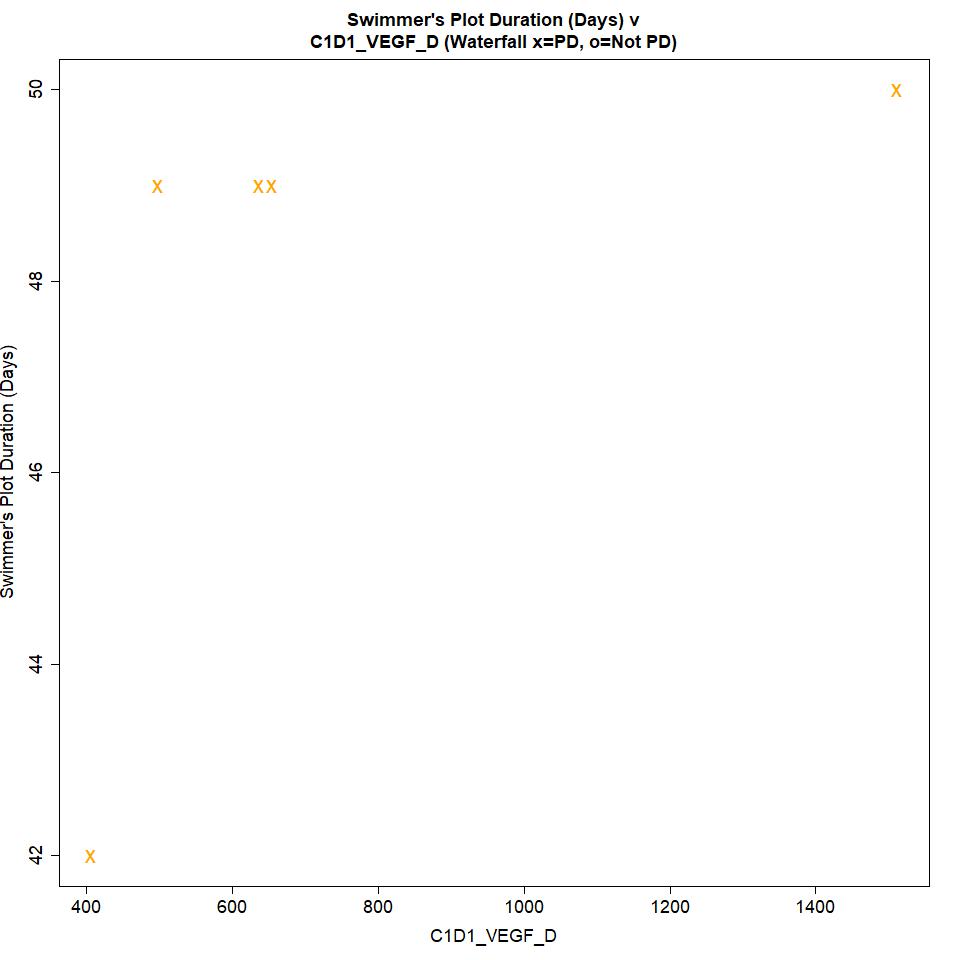 Swimmer's Plot Duration (Days) v
C1D1_VEGF_D (Waterfall x=PD, o=Not PD)
Swimmer's Plot Duration (Days)
50
48
46
44
42
X
X
X
X
X
400
600
800
1000
1200
1400
C1D1_VEGF_D